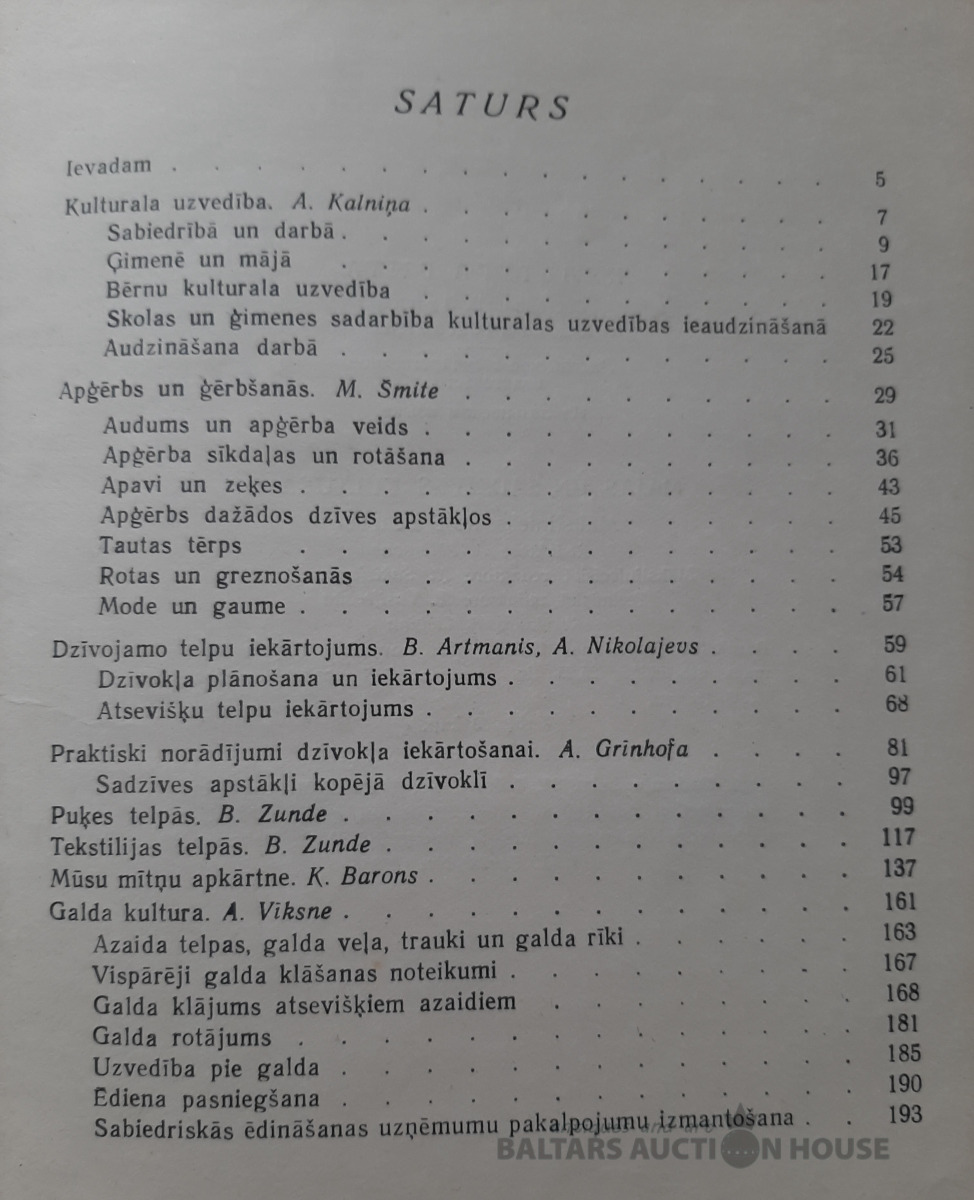 SATURS
Ievadam . . . . . . . . . . . . . . . . 5
Kulturala uzvedība. A. Kalniņa . . . . . . . . . . 7
Sabiedrībā un darbā . . . . . . . . . . . . 9
Ģimenē un mājā . . . . . . . . . . . . 17
Bērnu kulturala uzvedība . . . . . . . . . . 19
Skolas un ģimenes sadarbība kulturalas uzvedības ieaudzināšanā 22
Audzināšana darbā . . . . . . . . . . . . 25
Apģērbs un ģērbšanās. M. Šmite . . . . . . . . . . 29
Audums un apģērba veids . . . . . . . . . . 31
Apģērba sīkdaļas un rotāšana . . . . . . . . . 36
Apavi un zeķes . . . . . . . . . . . . . 43
Apģērbs dažādos dzīves apstākļos . . . . . . . . 45
Tautas tērps . . . . . . . . . . . . . 53
Rotas un greznošanās . . . . . . . . . . . 54
Mode un gaume . . . . . . . . . . . . . 57
Dzīvojamo telpu iekārtojums. B. Artmanis, A. Nikolajevs . . . . 59
Dzīvokļa plānošana un iekārtojums . . . . . . . . 61
Atsevišķu telpu iekārtojums . . . . . . . . . . 68
Praktiski norādījumi dzīvokļa iekārtošanai. A. Grīnhofa . . . . 81
Sadzīves apstākļi kopējā dzīvoklī . . . . . . . . 97
Puķes telpās. B. Zunde . . . . . . . . . . . . 99
Tekstilijas telpās. B. Zunde . . . . . . . . . . . 117
Mūsu mītņu apkārtne. K. Barons . . . . . . . . . . 137
Galda kultura. A. Vīksne . . . . . . . . . . . . 161
Azaida telpas, galda veļa, trauki un galda rīki . . . . . 163
Vispārēji galda klāšanas noteikumi . . . . . . . . 167
Galda klājums atsevišķiem azaidiem . . . . . . . . 168
Galda rotājums . . . . . . . . . . . . . 181
Uzvedība pie galda . . . . . . . . . . . . 185
Ēdiena pasniegšana . . . . . . . . . . . . 190
Sabiedriskās ēdināšanas uzņēmumu pakalpojumu izmantošana . . 193
BALTARS AUCTION HOUSE